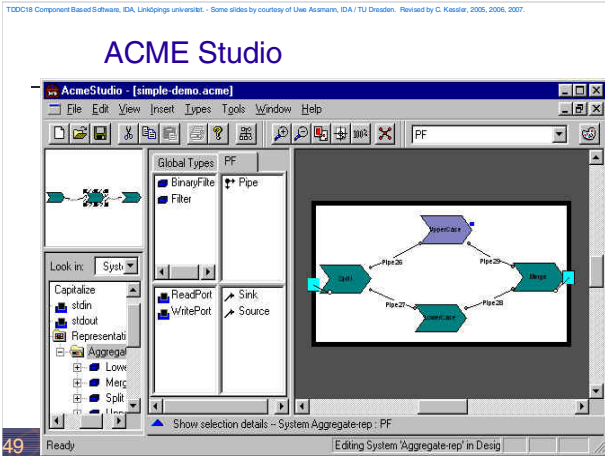 TDDC18 Component Based Software, IDA, Linköpings universitet. - Some slides by courtesy of Uwe Assmann, IDA / TU Dresden. Revised by C. Kessler, 2005, 2006, 2007.
ACME Studio
AcmeStudio - [simple-demo.acme]
File Edit View Insert Types Tools Window Help
PF
Global Types PF
BinaryFilte
Filter
Pipe
ReadPort
WritePort
Sink
Source
Look in: Syst
Capitalize
stdin
stdout
Representati
Aggregat
Lowe
Merg
Split
UpperCase
Pipe26
Pipe29
Split
Merge
Pipe27
Pipe28
LowerCase
Show selection details -- System Aggregate-rep : PF
49
Ready
Editing System 'Aggregate-rep' in Desig